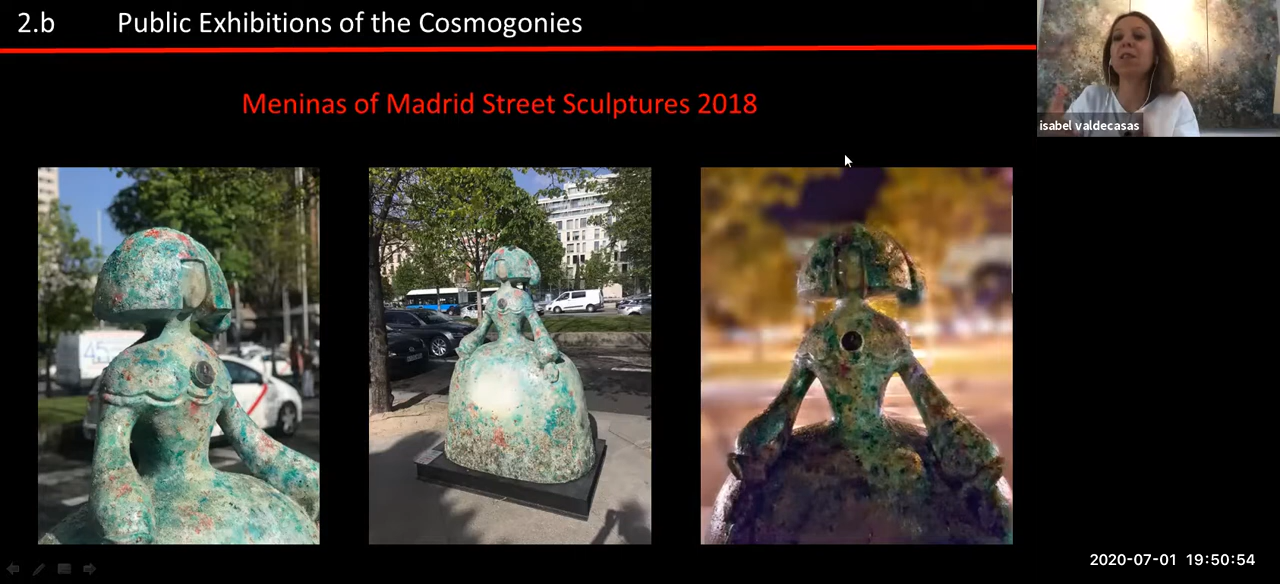 2.b Public Exhibitions of the Cosmogonies
isabel valdecasas
Meninas of Madrid Street Sculptures 2018
45
2020-07-01 19:50:54